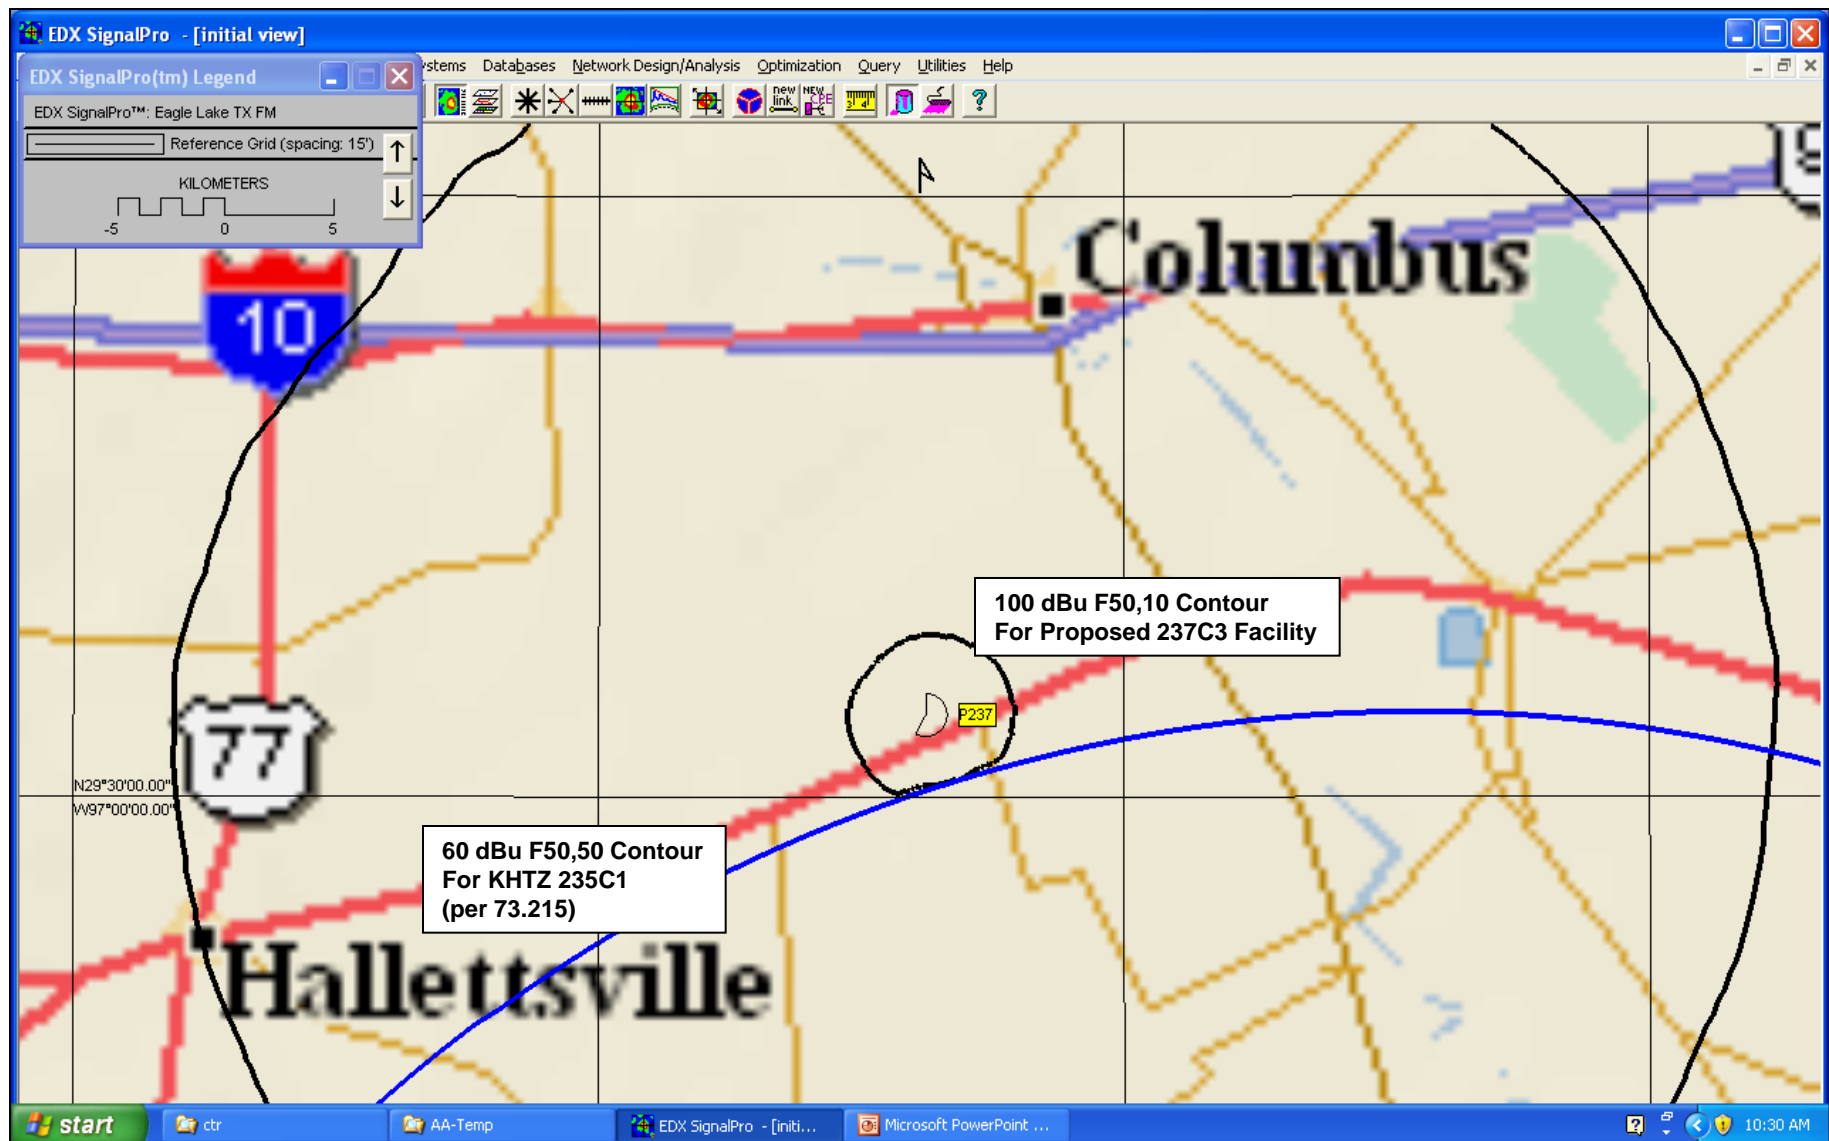 EDX SignalPro - [initial view]
EDX SignalPro(tm) Legend
Databases Network Design/Analysis Optimization Query Utilities Help
new link
NEW CPE
EDX SignalPro™: Eagle Lake TX FM
Reference Grid (spacing: 15')
KILOMETERS
-5 0 5
Columbus
10
100 dBu F50,10 Contour
For Proposed 237C3 Facility
P237
77
N29°30'00.00"
W97°00'00.00"
60 dBu F50,50 Contour
For KHTZ 235C1
(per 73.215)
Hallettsville
start
ctr
AA-Temp
EDX SignalPro - [initi...
Microsoft PowerPoint ...
10:30 AM